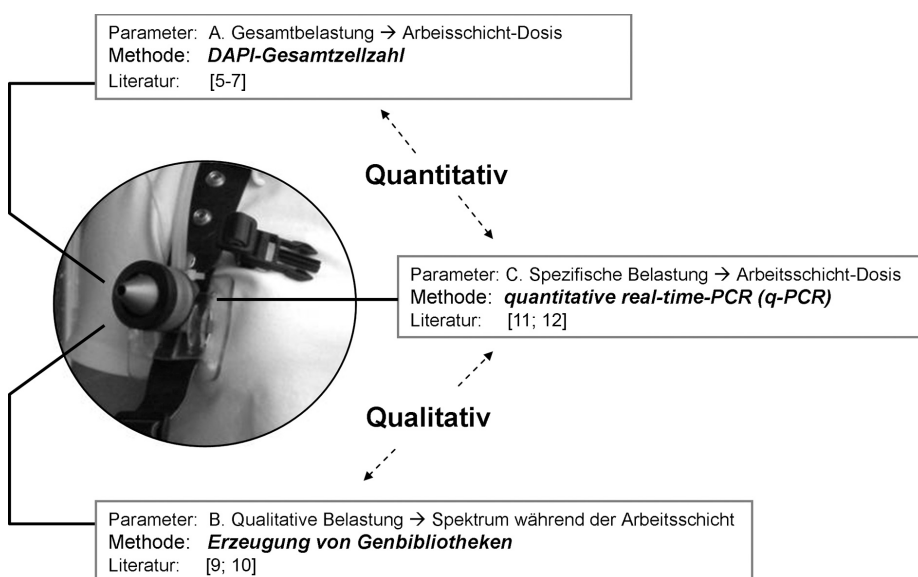 Parameter: A. Gesamtbelastung → Arbeisschicht-Dosis
Methode: DAPI-Gesamtzellzahl
Literatur: [5-7]
Quantitativ
Parameter: C. Spezifische Belastung → Arbeitsschicht-Dosis
Methode: quantitative real-time-PCR (q-PCR)
Literatur: [11; 12]
Qualitativ
Parameter: B. Qualitative Belastung → Spektrum während der Arbeitsschicht
Methode: Erzeugung von Genbibliotheken
Literatur: [9; 10]